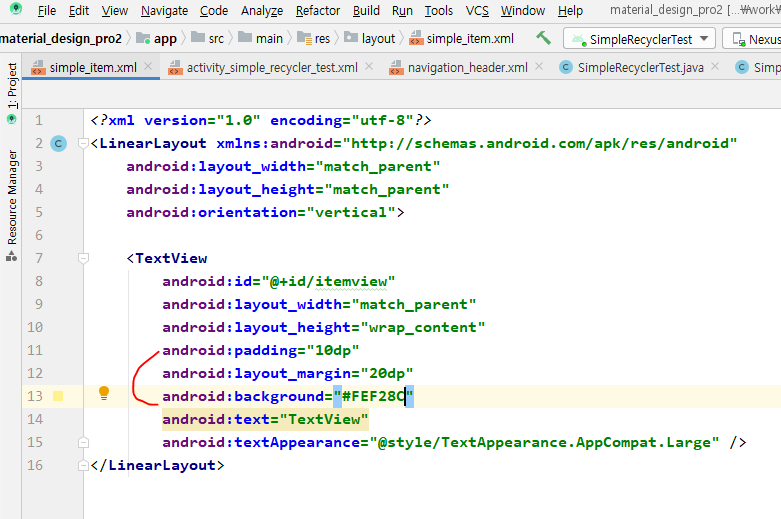 File Edit View Navigate Code Analyze Refactor Build Run Tools VCS Window Help material_design_pro2 [...₩work₩
material_design_pro2 app src main res layout simple_item.xml SimpleRecyclerTest Nexus
simple_item.xml activity_simple_recycler_test.xml navigation_header.xml SimpleRecyclerTest.java Simp
1: Project
Resource Manager
1 <?xml version="1.0" encoding="utf-8"?>
2 C <LinearLayout xmlns:android="http://schemas.android.com/apk/res/android"
3 android:layout_width="match_parent"
4 android:layout_height="match_parent"
5 android:orientation="vertical">
6
7 <TextView
8 android:id="@+id/itemview"
9 android:layout_width="match_parent"
10 android:layout_height="wrap_content"
11 android:padding="10dp"
12 android:layout_margin="20dp"
13 android:background="#FEF28C"
14 android:text="TextView"
15 android:textAppearance="@style/TextAppearance.AppCompat.Large" />
16 </LinearLayout>